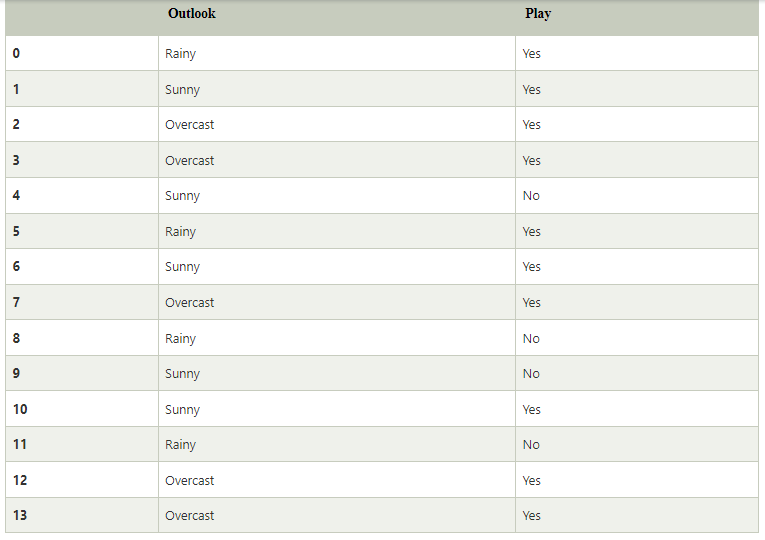 Outlook Play
0 Rainy Yes
1 Sunny Yes
2 Overcast Yes
3 Overcast Yes
4 Sunny No
5 Rainy Yes
6 Sunny Yes
7 Overcast Yes
8 Rainy No
9 Sunny No
10 Sunny Yes
11 Rainy No
12 Overcast Yes
13 Overcast Yes